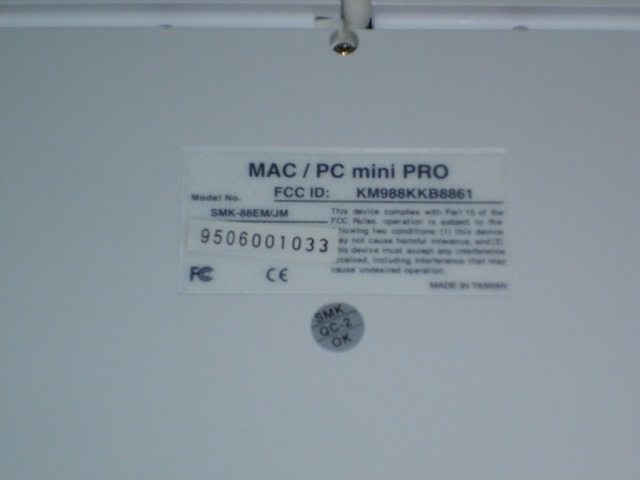 MAC / PC mini PRO
Model No.
FCC ID: KM988KKB8861
SMK-88EM/JM
This device complies with Part 15 of the
FCC Rules. operation is subject to the
following two conditions: (1) this device
may not cause harmful interence, and (2)
this device must accept any interference
received, including interference that may
cause undesired operation.
9506001033
FC CE
MADE IN TAIWAN
SMK
QC-2
OK